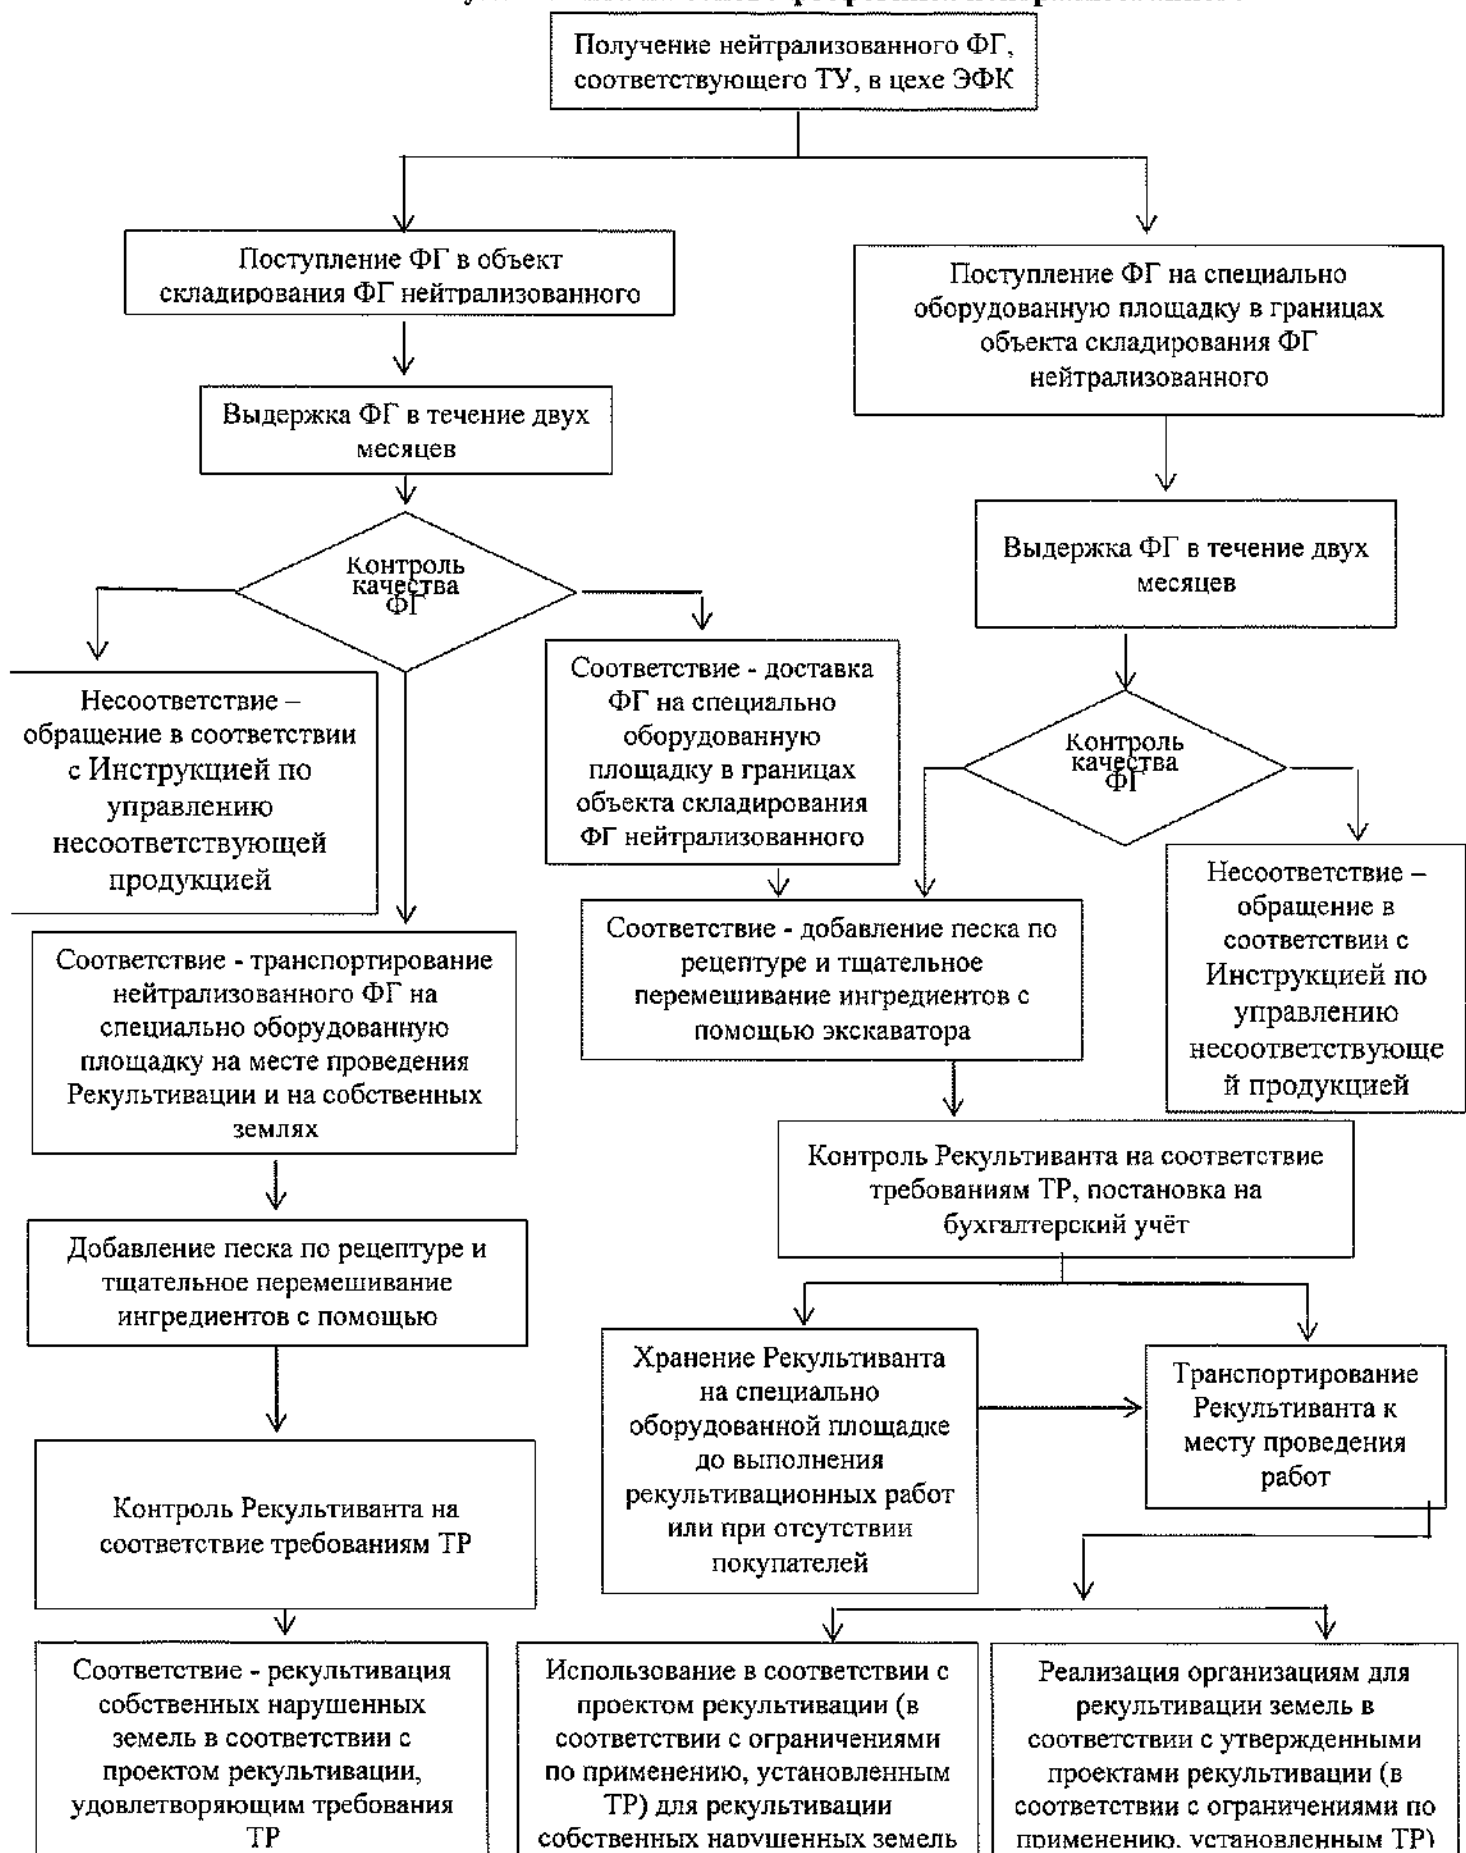 Получение нейтрализованного ФГ,
соответствующего ТУ, в цехе ЭФК
Поступление ФГ в объект
складирования ФГ нейтрализованного
Поступление ФГ на специально
оборудованную площадку в границах
объекта складирования ФГ
нейтрализованного
Выдержка ФГ в течение двух
месяцев
Выдержка ФГ в течение двух
месяцев
Контроль
качества
ФГ
Контроль
качества
ФГ
Несоответствие –
обращение в соответствии
с Инструкцией по
управлению
несоответствующей
продукцией
Соответствие - доставка
ФГ на специально
оборудованную
площадку в границах
объекта складирования
ФГ нейтрализованного
Несоответствие –
обращение в
соответствии с
Инструкцией по
управлению
несоответствующе
й продукцией
Соответствие - транспортирование
нейтрализованного ФГ на
специально оборудованную
площадку на месте проведения
Рекультивации и на собственных
землях
Соответствие - добавление песка по
рецептуре и тщательное
перемешивание ингредиентов с
помощью экскаватора
Контроль Рекультиванта на соответствие
требованиям ТР, постановка на
бухгалтерский учёт
Добавление песка по рецептуре и
тщательное перемешивание
ингредиентов с помощью
Хранение Рекультиванта
на специально
оборудованной площадке
до выполнения
рекультивационных работ
или при отсутствии
покупателей
Транспортирование
Рекультиванта к
месту проведения
работ
Контроль Рекультиванта на
соответствие требованиям ТР
Соответствие - рекультивация
собственных нарушенных
земель в соответствии с
проектом рекультивации,
удовлетворяющим требования
ТР
Использование в соответствии с
проектом рекультивации (в
соответствии с ограничениями
по применению, установленным
ТР) для рекультивации
собственных нарушенных земель
Реализация организациям для
рекультивации земель в
соответствии с утвержденными
проектами рекультивации (в
соответствии с ограничениями по
применению, установленным ТР)